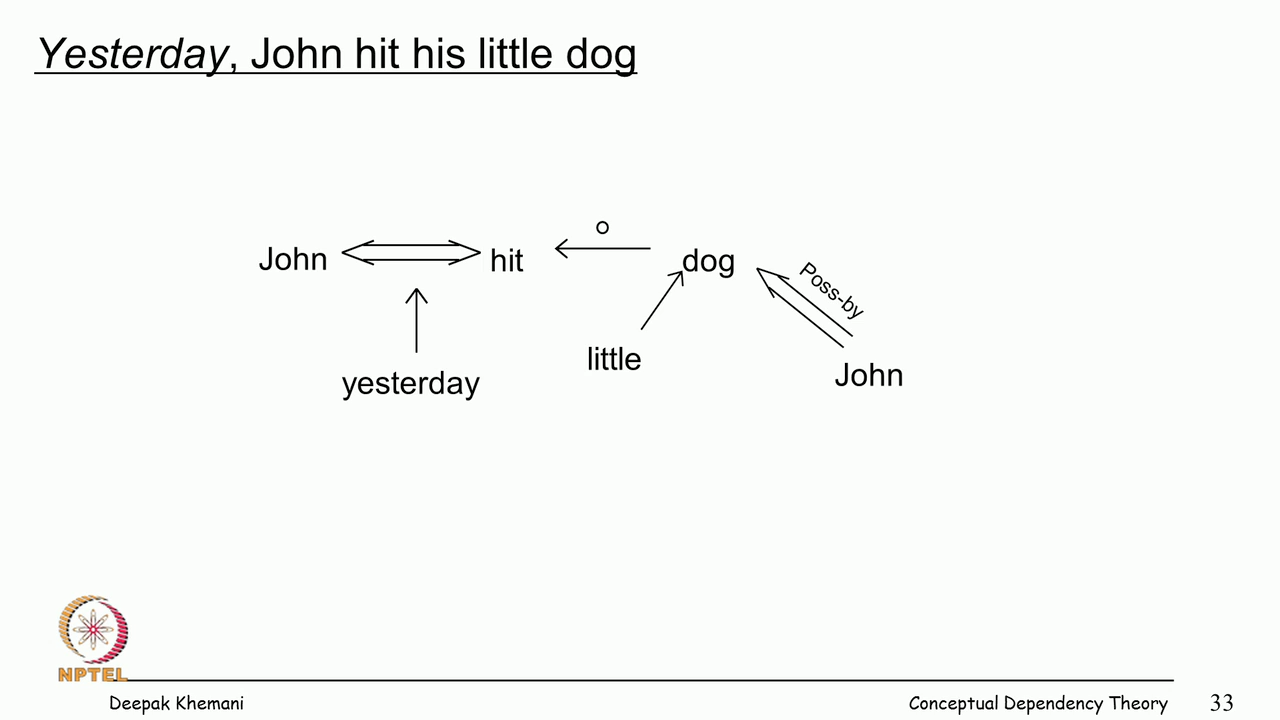 Yesterday, John hit his little dog
o
John hit dog
Poss-by
little
John
yesterday
NPTEL
Deepak Khemani Conceptual Dependency Theory 33